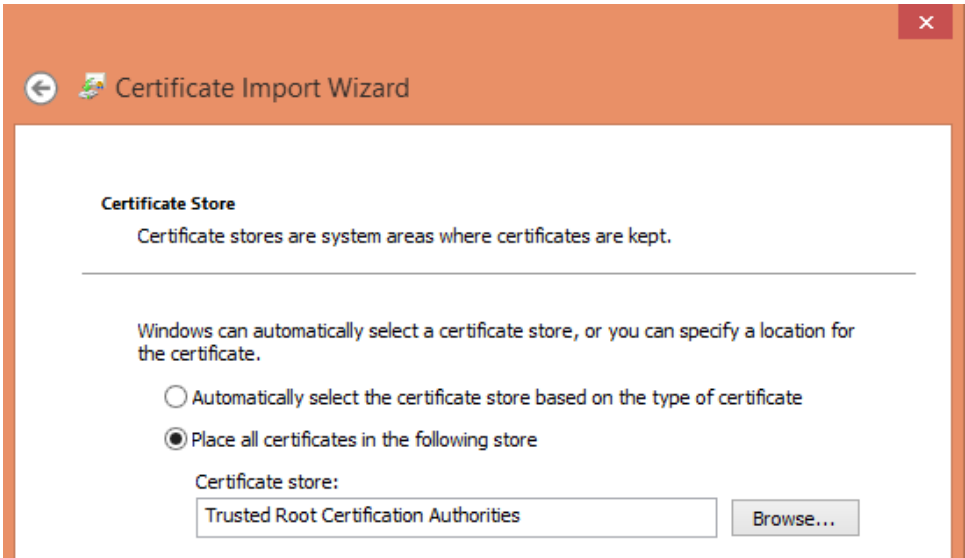 Certificate Import Wizard
Certificate Store
Certificate stores are system areas where certificates are kept.
Windows can automatically select a certificate store, or you can specify a location for
the certificate.
Automatically select the certificate store based on the type of certificate
Place all certificates in the following store
Certificate store:
Trusted Root Certification Authorities
Browse...